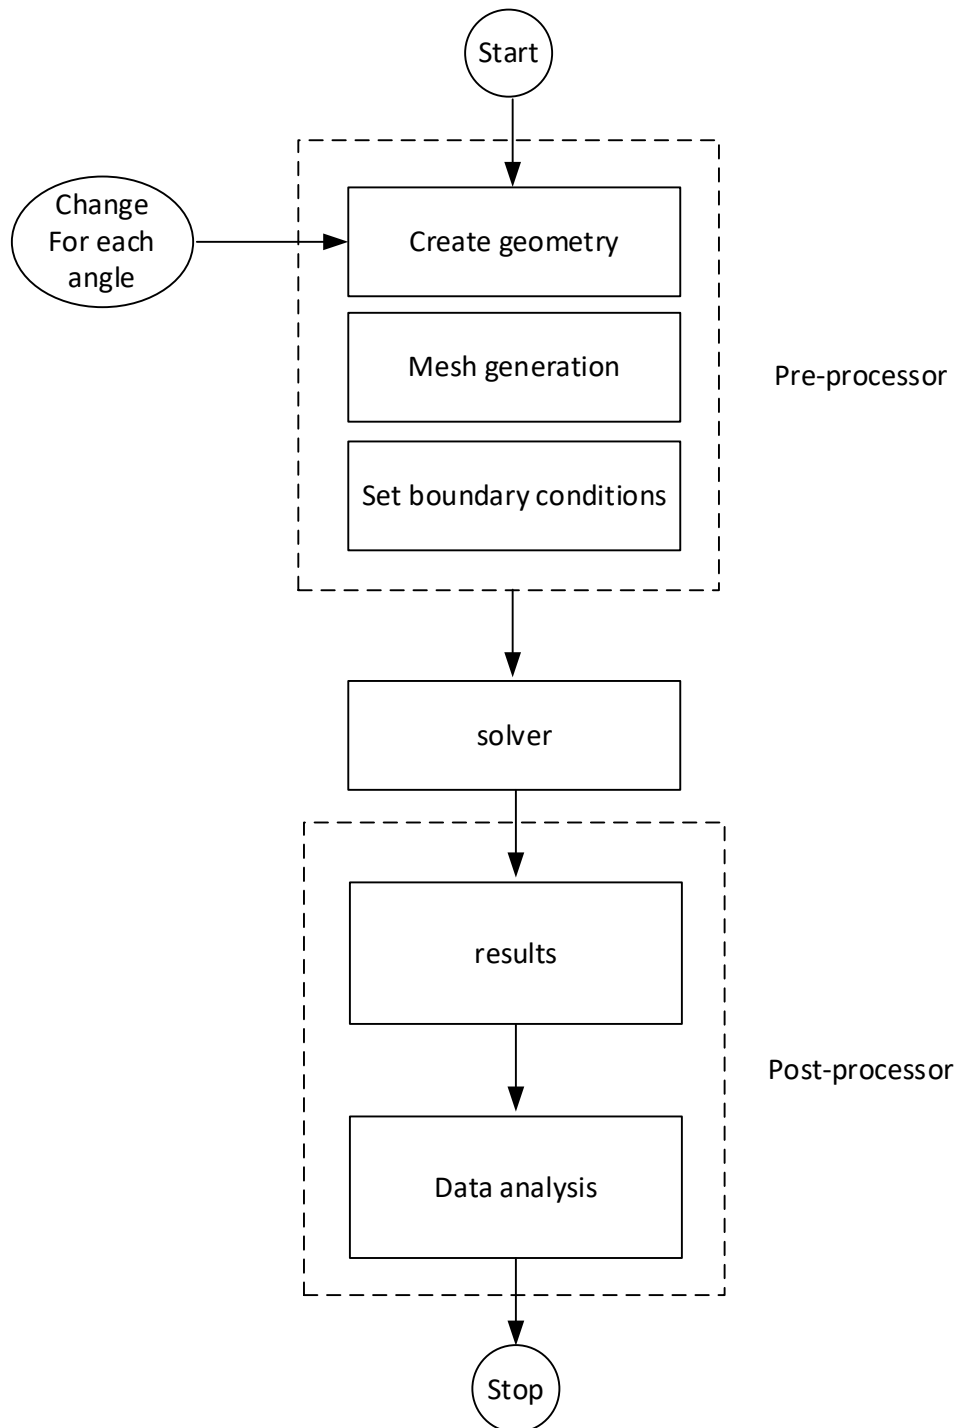 Start
Change
For each
angle
Create geometry
Mesh generation
Pre-processor
Set boundary conditions
solver
results
Post-processor
Data analysis
Stop